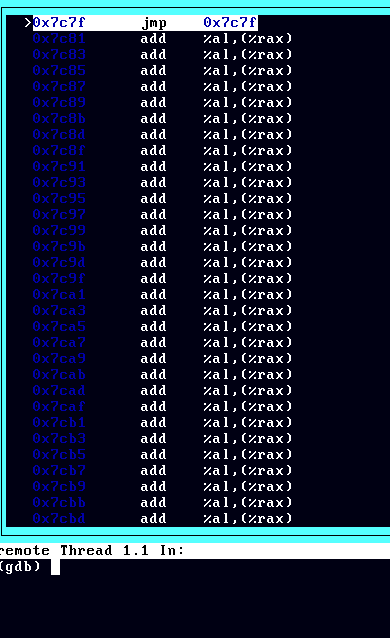 >0x7c7f jmp 0x7c7f
0x7c81 add %al,(%rax)
0x7c83 add %al,(%rax)
0x7c85 add %al,(%rax)
0x7c87 add %al,(%rax)
0x7c89 add %al,(%rax)
0x7c8b add %al,(%rax)
0x7c8d add %al,(%rax)
0x7c8f add %al,(%rax)
0x7c91 add %al,(%rax)
0x7c93 add %al,(%rax)
0x7c95 add %al,(%rax)
0x7c97 add %al,(%rax)
0x7c99 add %al,(%rax)
0x7c9b add %al,(%rax)
0x7c9d add %al,(%rax)
0x7c9f add %al,(%rax)
0x7ca1 add %al,(%rax)
0x7ca3 add %al,(%rax)
0x7ca5 add %al,(%rax)
0x7ca7 add %al,(%rax)
0x7ca9 add %al,(%rax)
0x7cab add %al,(%rax)
0x7cad add %al,(%rax)
0x7caf add %al,(%rax)
0x7cb1 add %al,(%rax)
0x7cb3 add %al,(%rax)
0x7cb5 add %al,(%rax)
0x7cb7 add %al,(%rax)
0x7cb9 add %al,(%rax)
0x7cbb add %al,(%rax)
0x7cbd add %al,(%rax)
remote Thread 1.1 In:
(gdb)